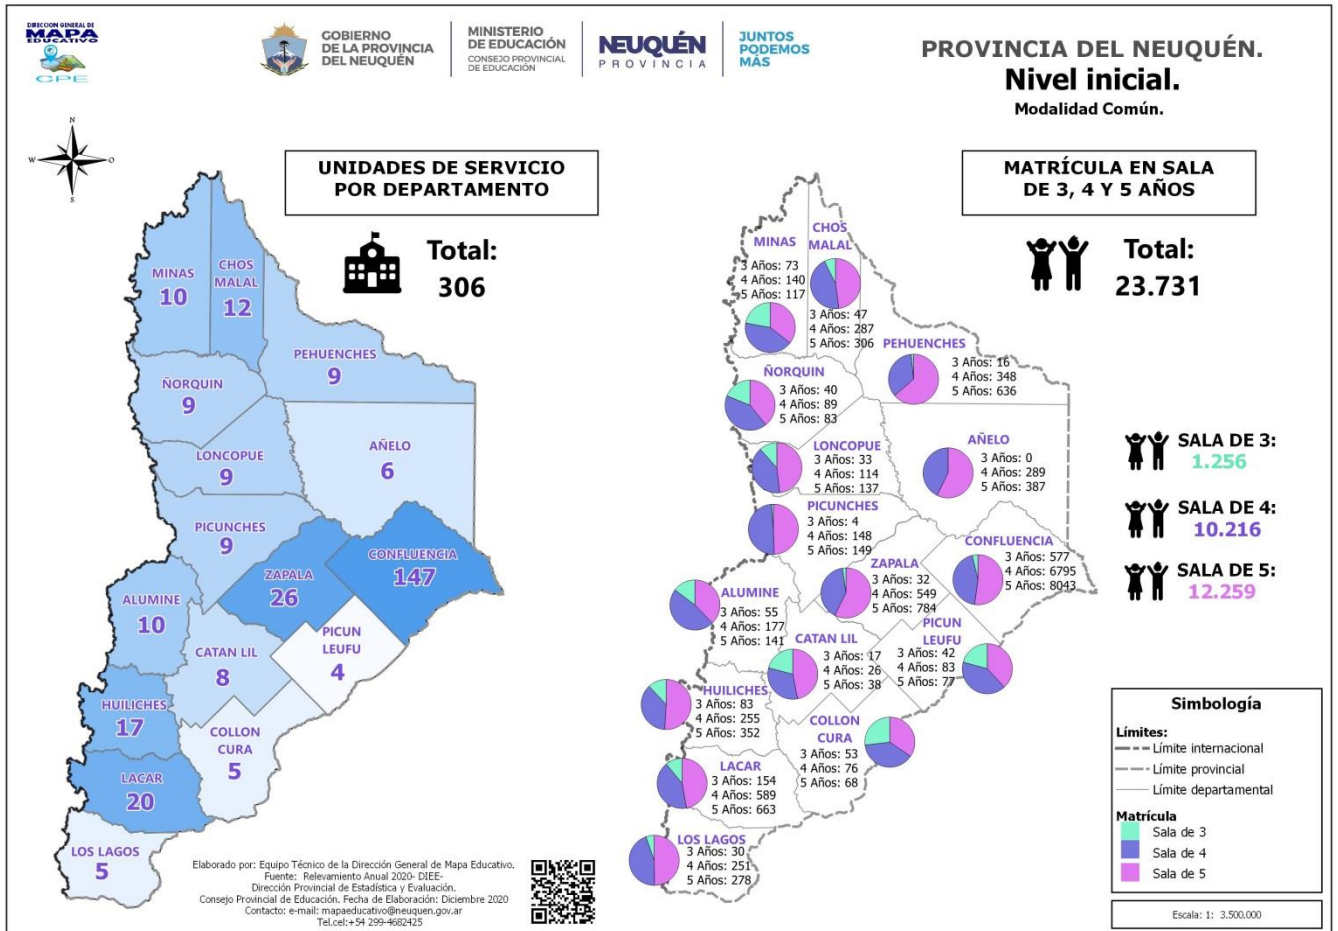 DIRECCION GENERAL DE
MAPA
EDUCATIVO
CPE
GOBIERNO
DE LA PROVINCIA
DEL NEUQUÉN
MINISTERIO
DE EDUCACIÓN
CONSEJO PROVINCIAL
DE EDUCACIÓN
NEUQUÉN
PROVINCIA
JUNTOS
PODEMOS
MÁS
PROVINCIA DEL NEUQUÉN.
Nivel inicial.
Modalidad Común.
N
W
O
S
UNIDADES DE SERVICIO
POR DEPARTAMENTO
Total:
306
MINAS
10
CHOS
MALAL
12
PEHUENCHES
9
ÑORQUIN
9
LONCOPUE
9
AÑELO
6
PICUNCHES
9
ZAPALA
26
CONFLUENCIA
147
ALUMINE
10
CATAN LIL
8
PICUN
LEUFU
4
HUILICHES
17
COLLON
CURA
5
LACAR
20
LOS LAGOS
5
MATRÍCULA EN SALA
DE 3, 4 Y 5 AÑOS
Total:
23.731
MINAS
3 Años: 73
4 Años: 140
5 Años: 117
CHOS
MALAL
3 Años: 47
4 Años: 287
5 Años: 306
PEHUENCHES
3 Años: 16
4 Años: 348
5 Años: 636
ÑORQUIN
3 Años: 40
4 Años: 89
5 Años: 83
LONCOPUE
3 Años: 33
4 Años: 114
5 Años: 137
AÑELO
3 Años: 0
4 Años: 289
5 Años: 387
PICUNCHES
3 Años: 4
4 Años: 148
5 Años: 149
ZAPALA
3 Años: 32
4 Años: 549
5 Años: 784
CONFLUENCIA
3 Años: 577
4 Años: 6795
5 Años: 8043
ALUMINE
3 Años: 55
4 Años: 177
5 Años: 141
CATAN LIL
3 Años: 17
4 Años: 26
5 Años: 38
PICUN
LEUFU
3 Años: 42
4 Años: 83
5 Años: 77
HUILICHES
3 Años: 83
4 Años: 255
5 Años: 352
COLLON
CURA
3 Años: 53
4 Años: 76
5 Años: 68
LACAR
3 Años: 154
4 Años: 589
5 Años: 663
LOS LAGOS
3 Años: 30
4 Años: 251
5 Años: 278
SALA DE 3:
1.256
SALA DE 4:
10.216
SALA DE 5:
12.259
Simbología
Límites:
Límite internacional
Límite provincial
Límite departamental
Matrícula
Sala de 3
Sala de 4
Sala de 5
Escala: 1: 3.500.000
Elaborado por: Equipo Técnico de la Dirección General de Mapa Educativo.
Fuente: Relevamiento Anual 2020- DIEE-
Dirección Provincial de Estadística y Evaluación.
Consejo Provincial de Educación. Fecha de Elaboración: Diciembre 2020
Contacto: e-mail: mapaeducativo@neuquen.gov.ar
Tel.cel:+54 299-4682425